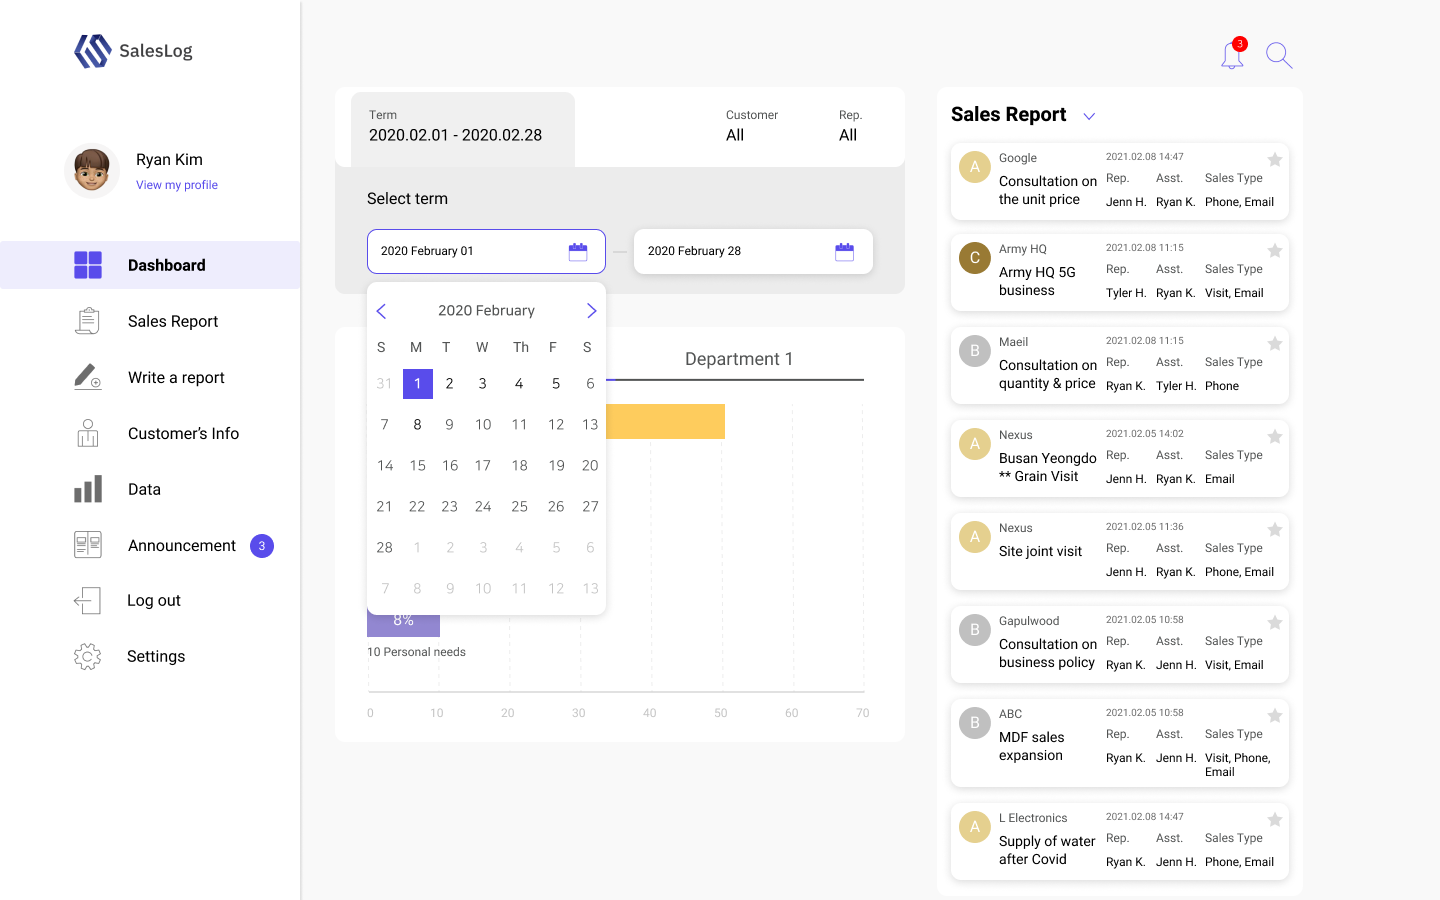 SalesLog
Ryan Kim
View my profile
Dashboard
Sales Report
Write a report
Customer’s Info
Data
Announcement 3
Log out
Settings
3
Term
2020.02.01 - 2020.02.28
Customer
All
Rep.
All
Select term
2020 February 01
2020 February 28
2020 February
S M T W Th F S
31 1 2 3 4 5 6
7 8 9 10 11 12 13
14 15 16 17 18 19 20
21 22 23 24 25 26 27
28 1 2 3 4 5 6
7 8 9 10 11 12 13
Department 1
8%
10 Personal needs
0 10 20 30 40 50 60 70
Sales Report
A
Google
Consultation on
the unit price
2021.02.08 14:47
Rep. Asst. Sales Type
Jenn H. Ryan K. Phone, Email
C
Army HQ
Army HQ 5G
business
2021.02.08 11:15
Rep. Asst. Sales Type
Tyler H. Ryan K. Visit, Email
B
Maeil
Consultation on
quantity & price
2021.02.08 11:15
Rep. Asst. Sales Type
Ryan K. Tyler H. Phone
A
Nexus
Busan Yeongdo
** Grain Visit
2021.02.05 14:02
Rep. Asst. Sales Type
Jenn H. Ryan K. Email
A
Nexus
Site joint visit
2021.02.05 11:36
Rep. Asst. Sales Type
Jenn H. Ryan K. Phone, Email
B
Gapulwood
Consultation on
business policy
2021.02.05 10:58
Rep. Asst. Sales Type
Ryan K. Jenn H. Visit, Email
B
ABC
MDF sales
expansion
2021.02.05 10:58
Rep. Asst. Sales Type
Ryan K. Jenn H. Visit, Phone,
Email
A
L Electronics
Supply of water
after Covid
2021.02.08 14:47
Rep. Asst. Sales Type
Ryan K. Jenn H. Phone, Email